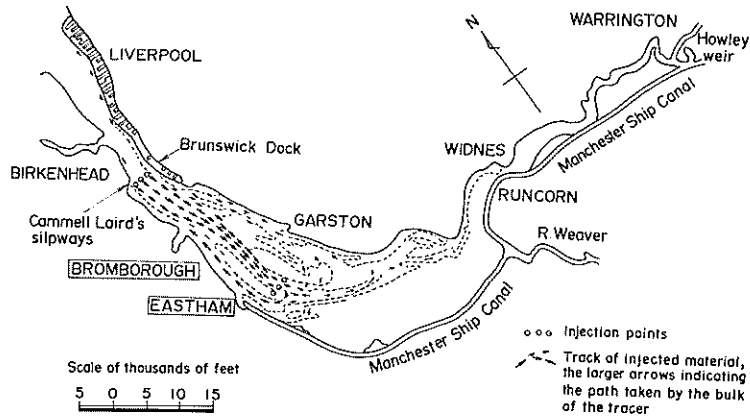 WARRINGTON
Howley
weir
N
LIVERPOOL
Manchester Ship Canal
Brunswick Dock
WIDNES
BIRKENHEAD
RUNCORN
Cammell Laird's
silpways
GARSTON
R. Weaver
BROMBOROUGH
EASTHAM
Manchester Ship Canal
Injection points
Scale of thousands of feet
Track of injected material,
the larger arrows indicating
the path taken by the bulk
of the tracer
5 0 5 10 15